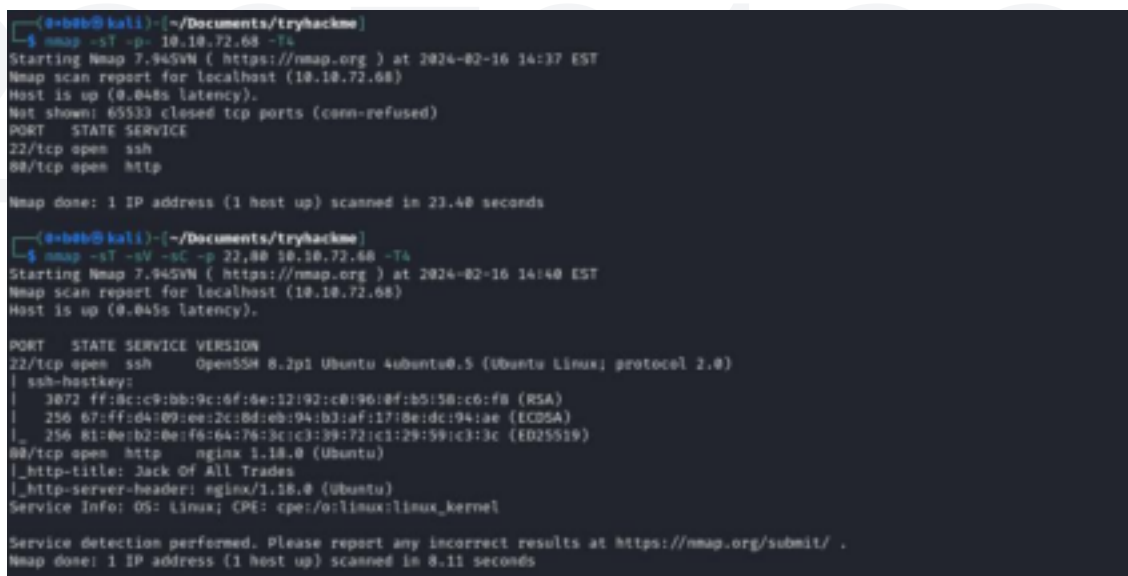 (0×b0b㉿kali)-[~/Documents/tryhackme]
$ nmap -sT -p- 10.10.72.68 -T4
Starting Nmap 7.94SVN ( https://nmap.org ) at 2024-02-16 14:37 EST
Nmap scan report for localhost (10.10.72.68)
Host is up (0.048s latency).
Not shown: 65533 closed tcp ports (conn-refused)
PORT   STATE SERVICE
22/tcp open  ssh
80/tcp open  http
Nmap done: 1 IP address (1 host up) scanned in 23.40 seconds
(0×b0b㉿kali)-[~/Documents/tryhackme]
$ nmap -sT -sV -sC -p 22,80 10.10.72.68 -T4
Starting Nmap 7.94SVN ( https://nmap.org ) at 2024-02-16 14:40 EST
Nmap scan report for localhost (10.10.72.68)
Host is up (0.045s latency).
PORT   STATE SERVICE VERSION
22/tcp open  ssh     OpenSSH 8.2p1 Ubuntu 4ubuntu0.5 (Ubuntu Linux; protocol 2.0)
| ssh-hostkey:
|   3072 ff:8c:c9:bb:9c:6f:6e:12:92:c0:96:0f:b5:58:c6:f8 (RSA)
|   256 67:ff:d4:09:ee:2c:8d:eb:94:b3:af:17:8e:dc:94:ae (ECDSA)
|_  256 81:0e:b2:0e:f6:64:76:3c:c3:39:72:c1:29:59:c3:3c (ED25519)
80/tcp open  http    nginx 1.18.0 (Ubuntu)
|_http-title: Jack Of All Trades
|_http-server-header: nginx/1.18.0 (Ubuntu)
Service Info: OS: Linux; CPE: cpe:/o:linux:linux_kernel
Service detection performed. Please report any incorrect results at https://nmap.org/submit/ .
Nmap done: 1 IP address (1 host up) scanned in 8.11 seconds